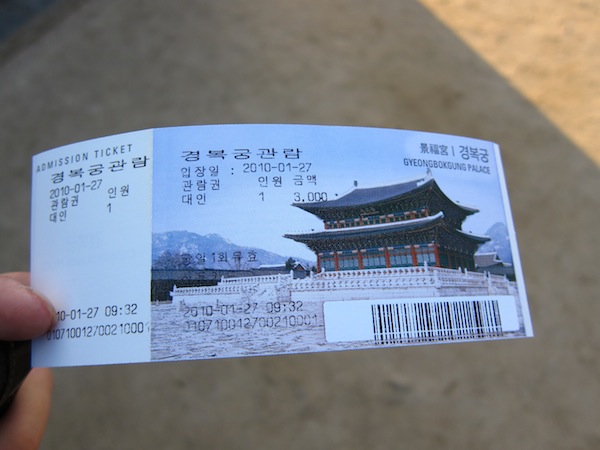 ADMISSION TICKET
경복궁관람
2010-01-27
관람권 인원
대인 1
10-01-27 09:32
0107100127002100
경복궁관람
입장일 : 2010-01-27
관람권 인원 금액
대인 1 3,000
당일 1회 유효
2010-01-27 09:32
01071001270021000
景福宮 | 경복궁
GYEONGBOKGUNG PALACE